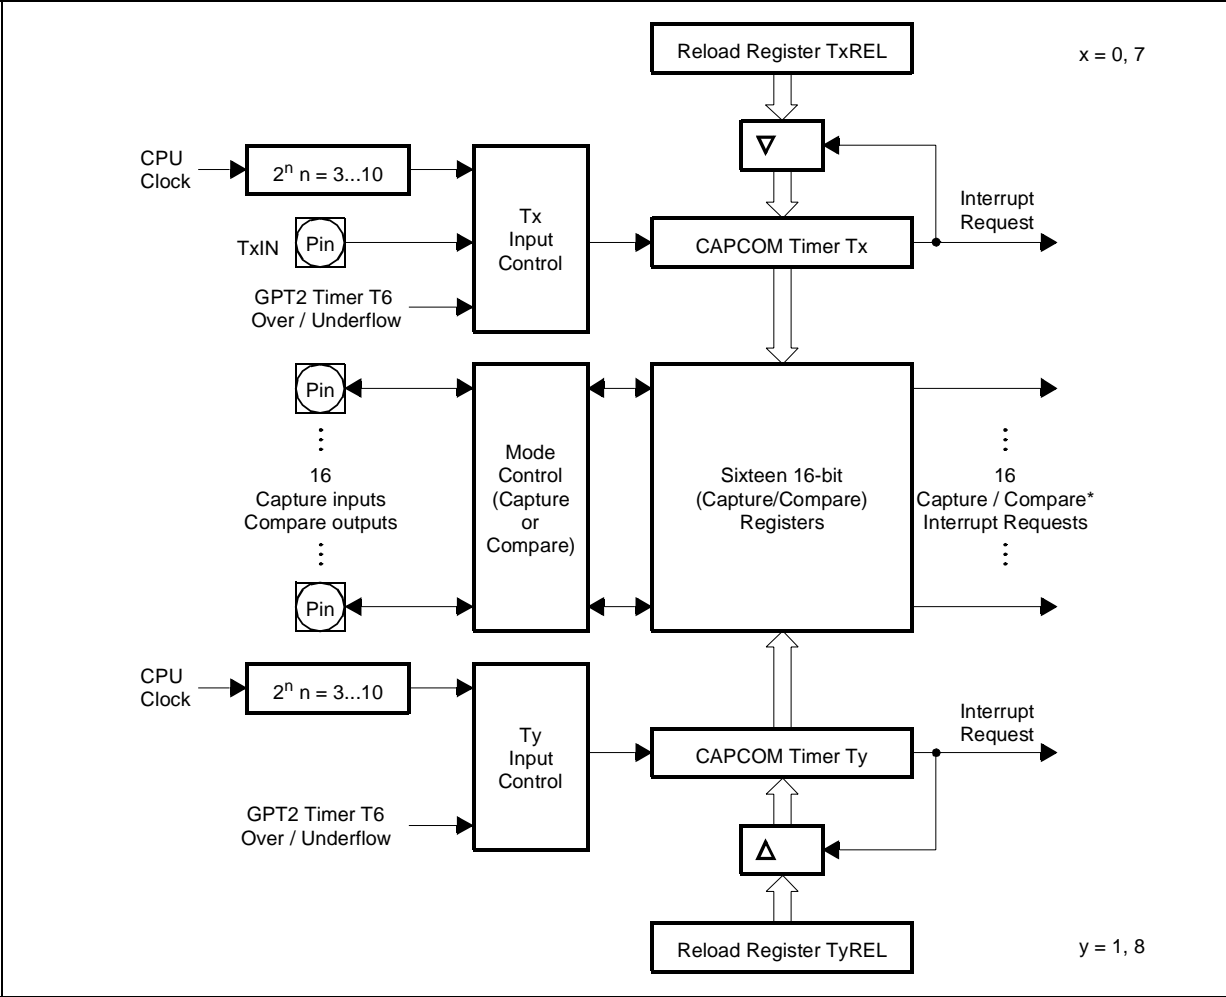 Reload Register TxREL
x = 0, 7
CPU
Clock
2ⁿ n = 3...10
Tx
Input
Control
TxIN
Pin
CAPCOM Timer Tx
Interrupt
Request
GPT2 Timer T6
Over / Underflow
Pin
16
Capture inputs
Compare outputs
Pin
Mode
Control
(Capture
or
Compare)
Sixteen 16-bit
(Capture/Compare)
Registers
16
Capture / Compare*
Interrupt Requests
CPU
Clock
2ⁿ n = 3...10
Ty
Input
Control
CAPCOM Timer Ty
Interrupt
Request
GPT2 Timer T6
Over / Underflow
Reload Register TyREL
y = 1, 8